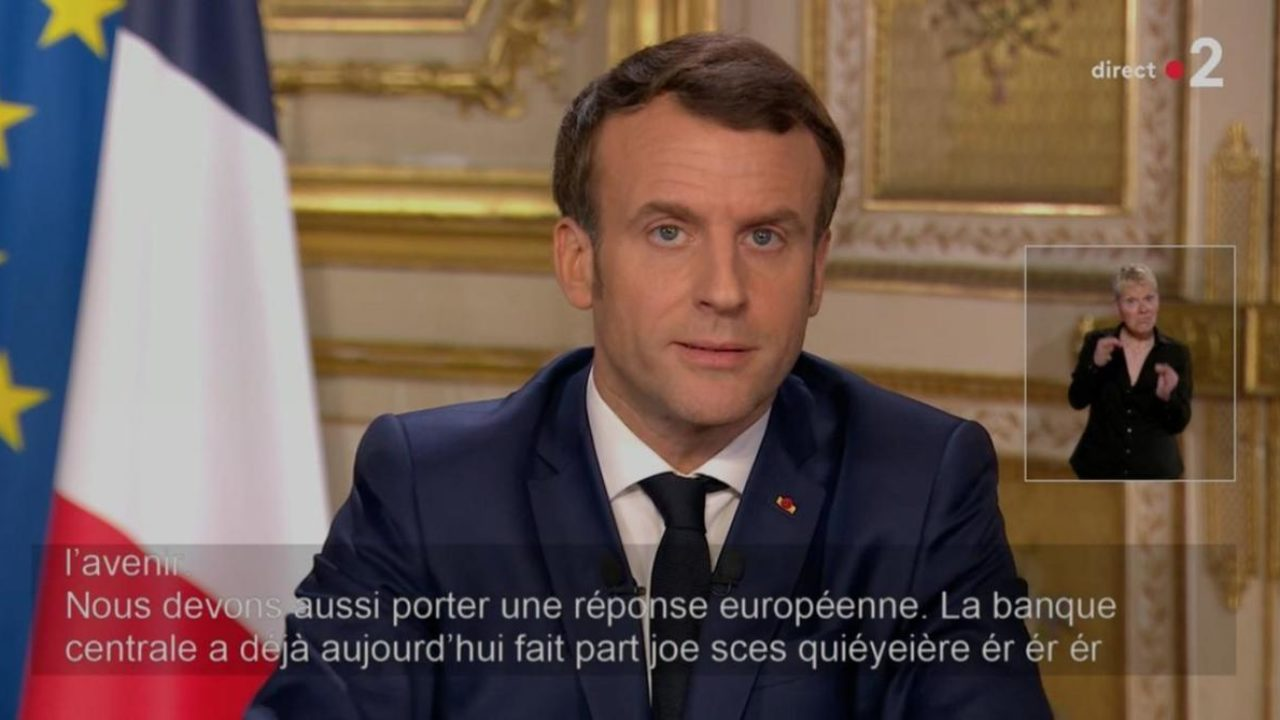 direct 2
l’avenir
Nous devons aussi porter une réponse européenne. La banque
centrale a déjà aujourd’hui fait part joe sces quiéyeière ér ér ér